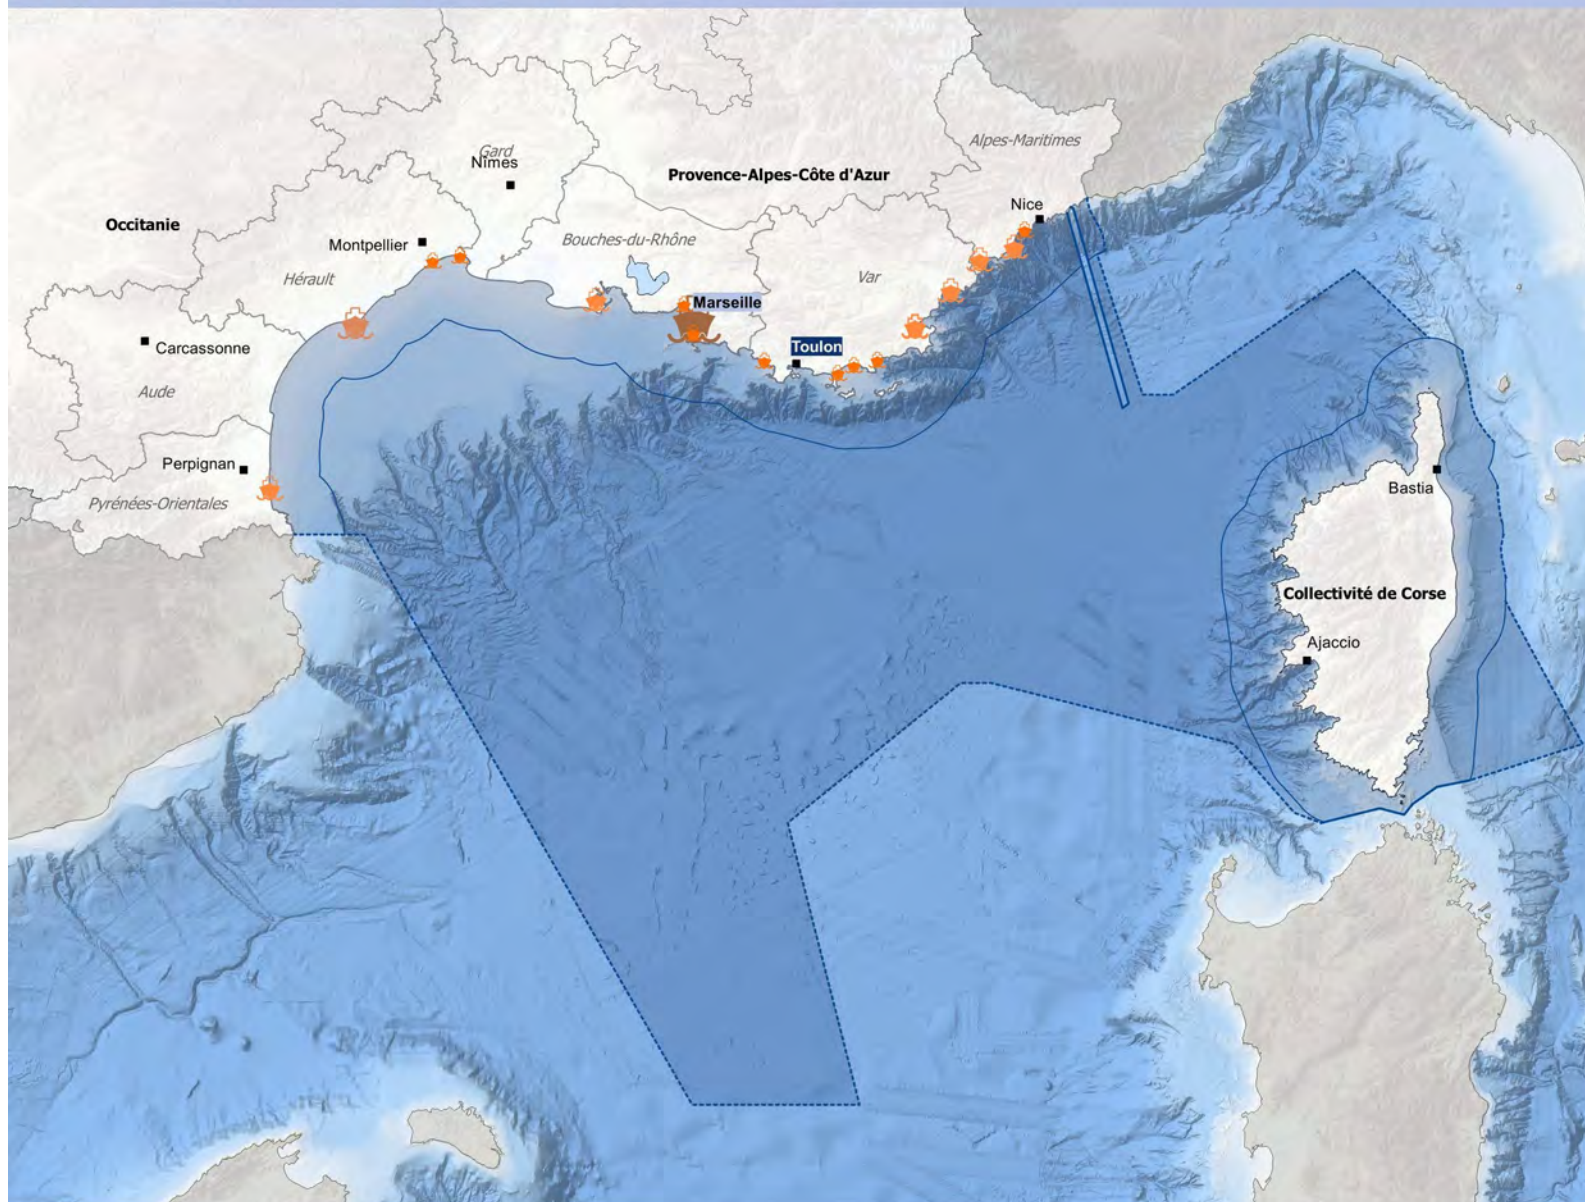 Alpes-Maritimes
Gard
Nîmes
Provence-Alpes-Côte d'Azur
Nice
Occitanie
Montpellier
Bouches-du-Rhône
Hérault
Var
Marseille
Toulon
Carcassonne
Aude
Perpignan
Bastia
Pyrénées-Orientales
Collectivité de Corse
Ajaccio